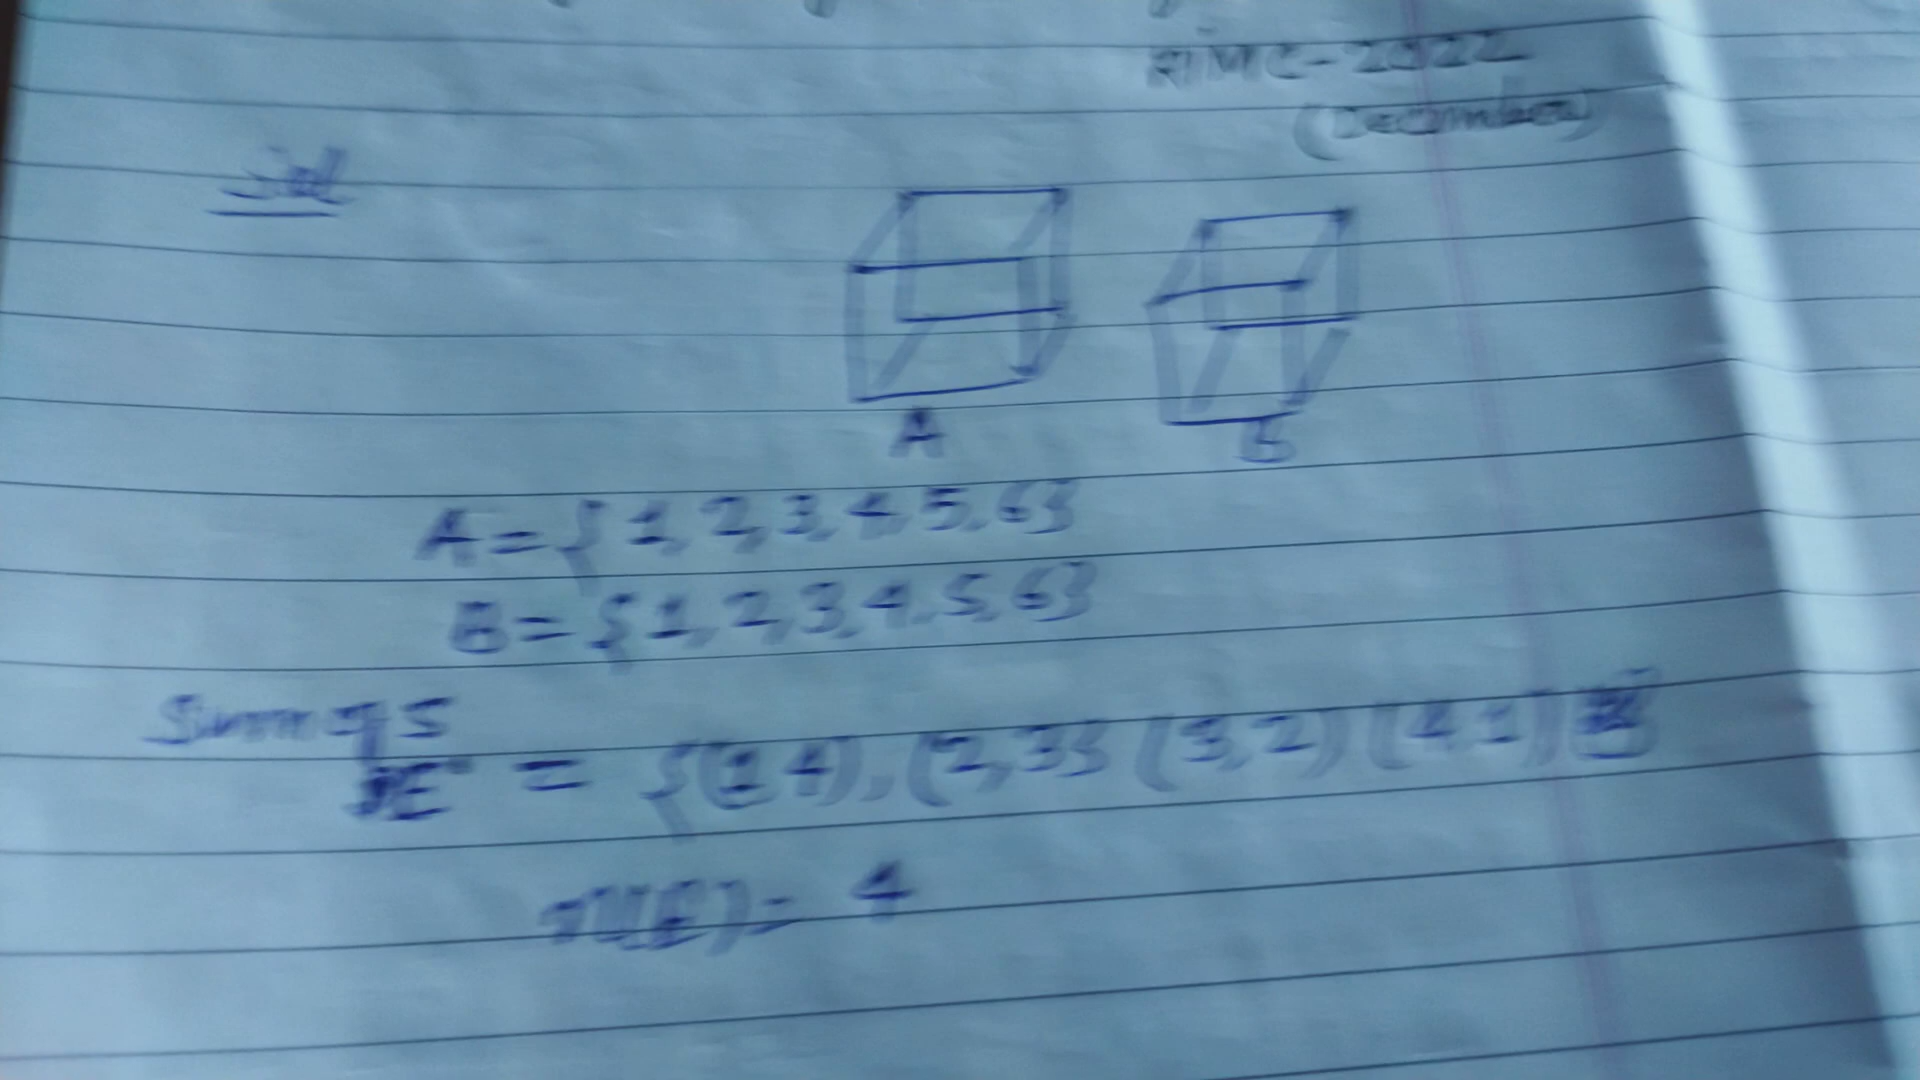 RIMC-2022
(December)
Sol
A B
A = {1, 2, 3, 4, 5, 6}
B = {1, 2, 3, 4, 5, 6}
Sum of 5
E = {(1 4), (2, 3} (3, 2) (4 1)
n(E) = 4